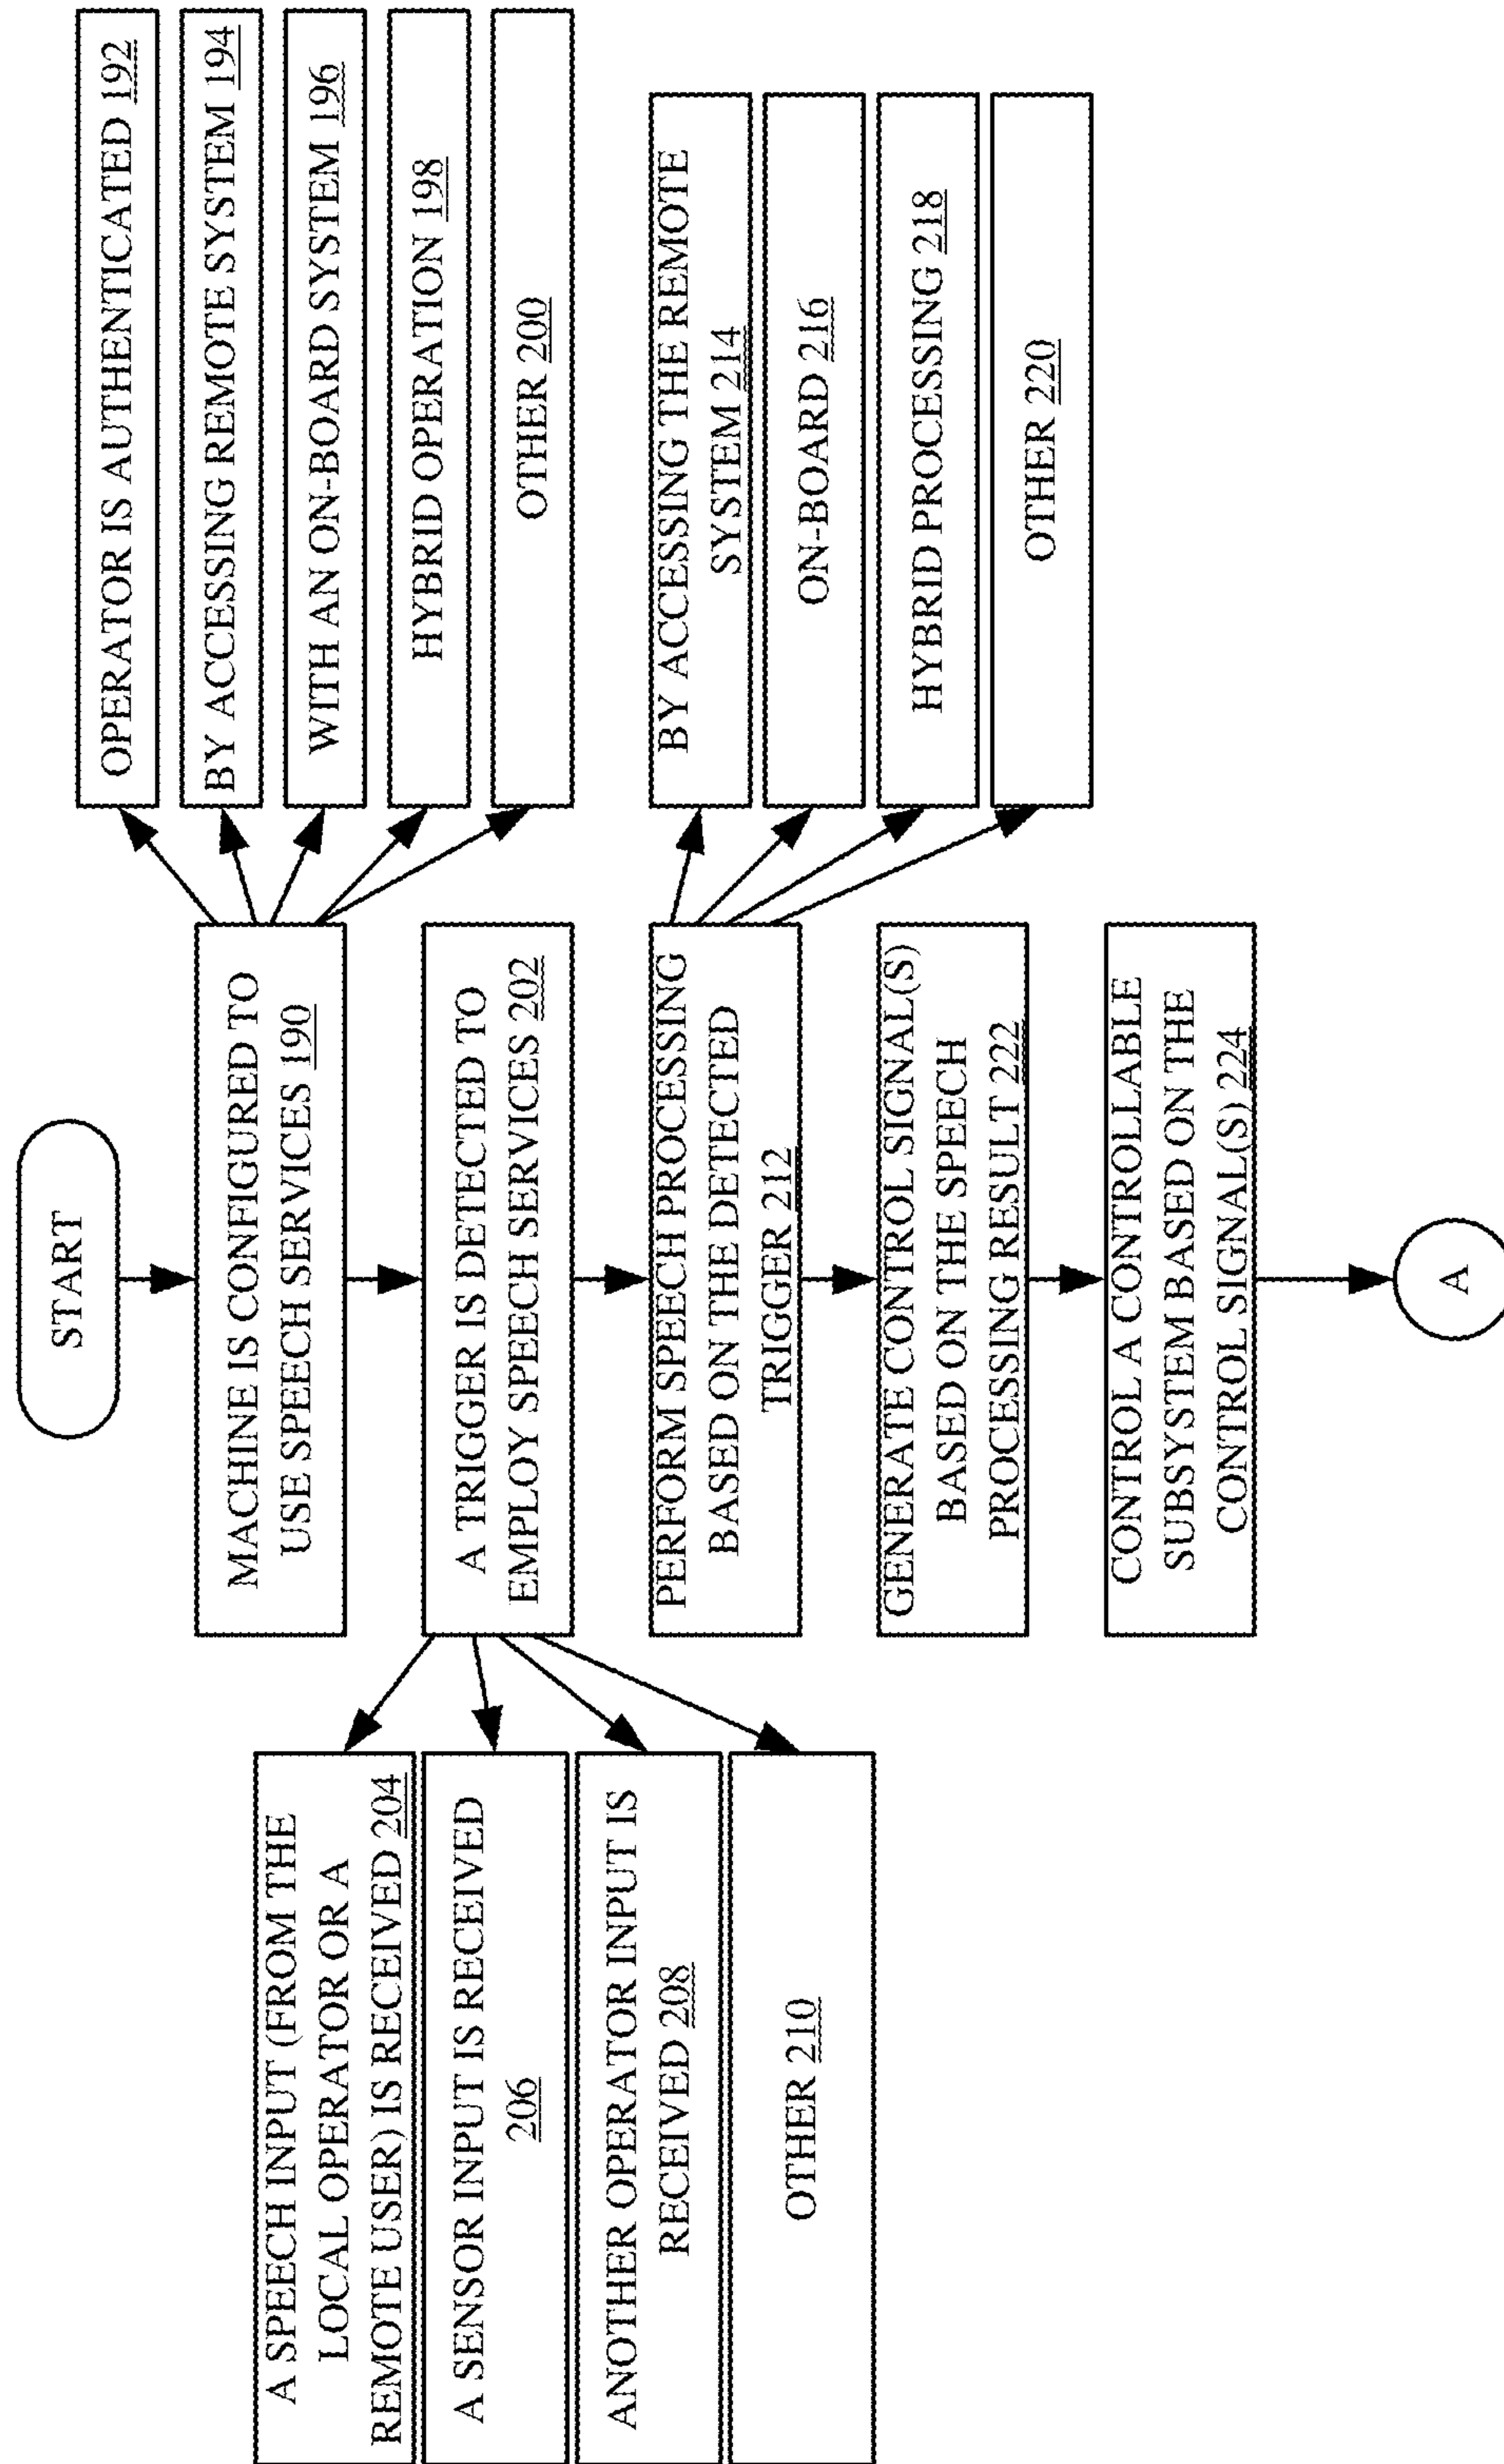 START
MACHINE IS CONFIGURED TO
USE SPEECH SERVICES 190
OPERATOR IS AUTHENTICATED 192
BY ACCESSING REMOTE SYSTEM 194
WITH AN ON-BOARD SYSTEM 196
HYBRID OPERATION 198
OTHER 200
A TRIGGER IS DETECTED TO
EMPLOY SPEECH SERVICES 202
A SPEECH INPUT (FROM THE
LOCAL OPERATOR OR A
REMOTE USER) IS RECEIVED 204
A SENSOR INPUT IS RECEIVED
206
ANOTHER OPERATOR INPUT IS
RECEIVED 208
OTHER 210
PERFORM SPEECH PROCESSING
BASED ON THE DETECTED
TRIGGER 212
BY ACCESSING THE REMOTE
SYSTEM 214
ON-BOARD 216
HYBRID PROCESSING 218
OTHER 220
GENERATE CONTROL SIGNAL(S)
BASED ON THE SPEECH
PROCESSING RESULT 222
CONTROL A CONTROLLABLE
SUBSYSTEM BASED ON THE
CONTROL SIGNAL(S) 224
A